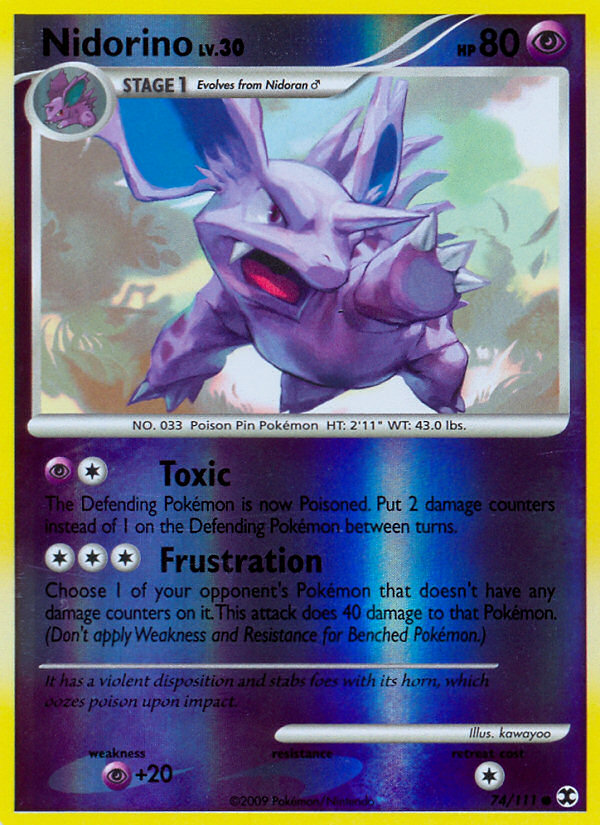 Nidorino LV.30 HP 80
STAGE 1 Evolves from Nidoran♂
NO. 033 Poison Pin Pokémon HT: 2'11" WT: 43.0 lbs.
Toxic
The Defending Pokémon is now Poisoned. Put 2 damage counters
instead of 1 on the Defending Pokémon between turns.
Frustration
Choose 1 of your opponent's Pokémon that doesn't have any
damage counters on it. This attack does 40 damage to that Pokémon.
(Don't apply Weakness and Resistance for Benched Pokémon.)
It has a violent disposition and stabs foes with its horn, which
oozes poison upon impact.
Illus. kawayoo
weakness resistance retreat cost
+20
©2009 Pokémon/Nintendo 74/111